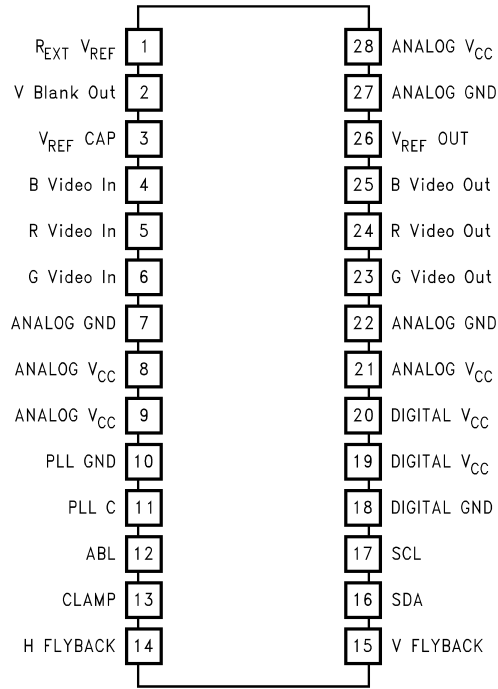 R_EXT V_REF 1 28 ANALOG V_CC
V Blank Out 2 27 ANALOG GND
V_REF CAP 3 26 V_REF OUT
B Video In 4 25 B Video Out
R Video In 5 24 R Video Out
G Video In 6 23 G Video Out
ANALOG GND 7 22 ANALOG GND
ANALOG V_CC 8 21 ANALOG V_CC
ANALOG V_CC 9 20 DIGITAL V_CC
PLL GND 10 19 DIGITAL V_CC
PLL C 11 18 DIGITAL GND
ABL 12 17 SCL
CLAMP 13 16 SDA
H FLYBACK 14 15 V FLYBACK